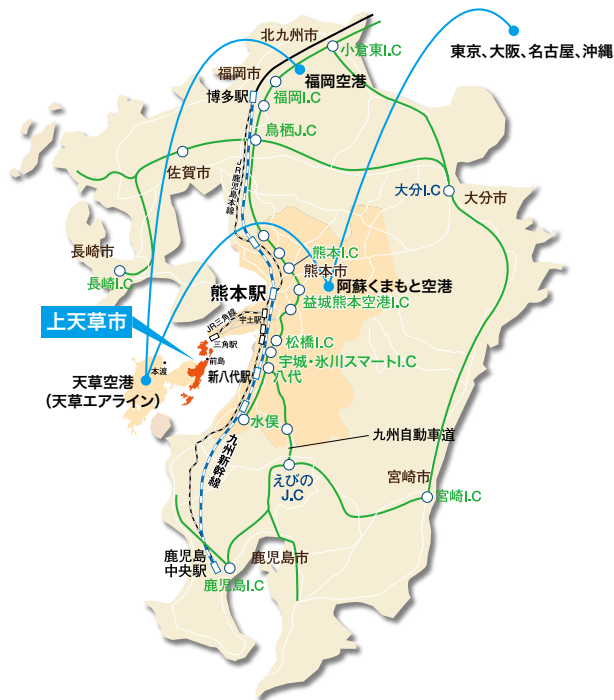 北九州市
小倉東I.C
東京、大阪、名古屋、沖縄
福岡市
福岡空港
博多駅
福岡I.C
鳥栖J.C
JR鹿児島本線
佐賀市
大分I.C
大分市
長崎市
長崎I.C
熊本I.C
熊本市
阿蘇くまもと空港
熊本駅
益城熊本空港I.C
上天草市
JR三角線
宇土駅
三角駅
松橋I.C
前島
宇城・氷川スマートI.C
本渡
新八代駅
八代
天草空港
(天草エアライン)
水俣
九州自動車道
九州新幹線
えびの
J.C
宮崎市
宮崎I.C
鹿児島
中央駅
鹿児島市
鹿児島I.C